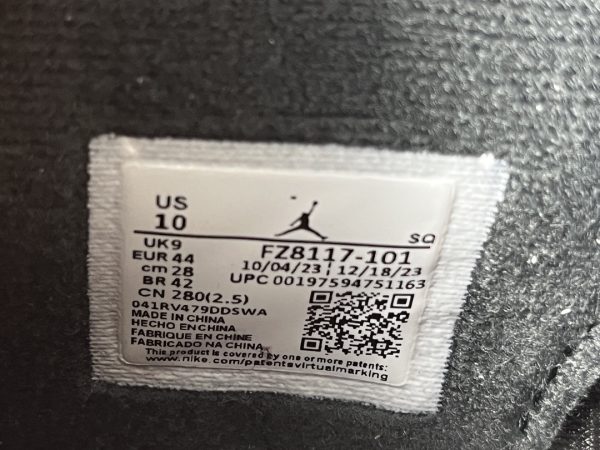 US
10
SQ
UK9
FZ8117-101
EUR 44
10/04/23 | 12/18/23
cm 28
UPC 00197594751163
BR 42
CN 280(2.5)
041RV479DDSWA
MADE IN CHINA
HECHO EN CHINA
FABRIQUE EN CHINE
FABRICADO NA CHINA
This product is covered by one or more patents:
www.nike.com/patentsvirtualmarking